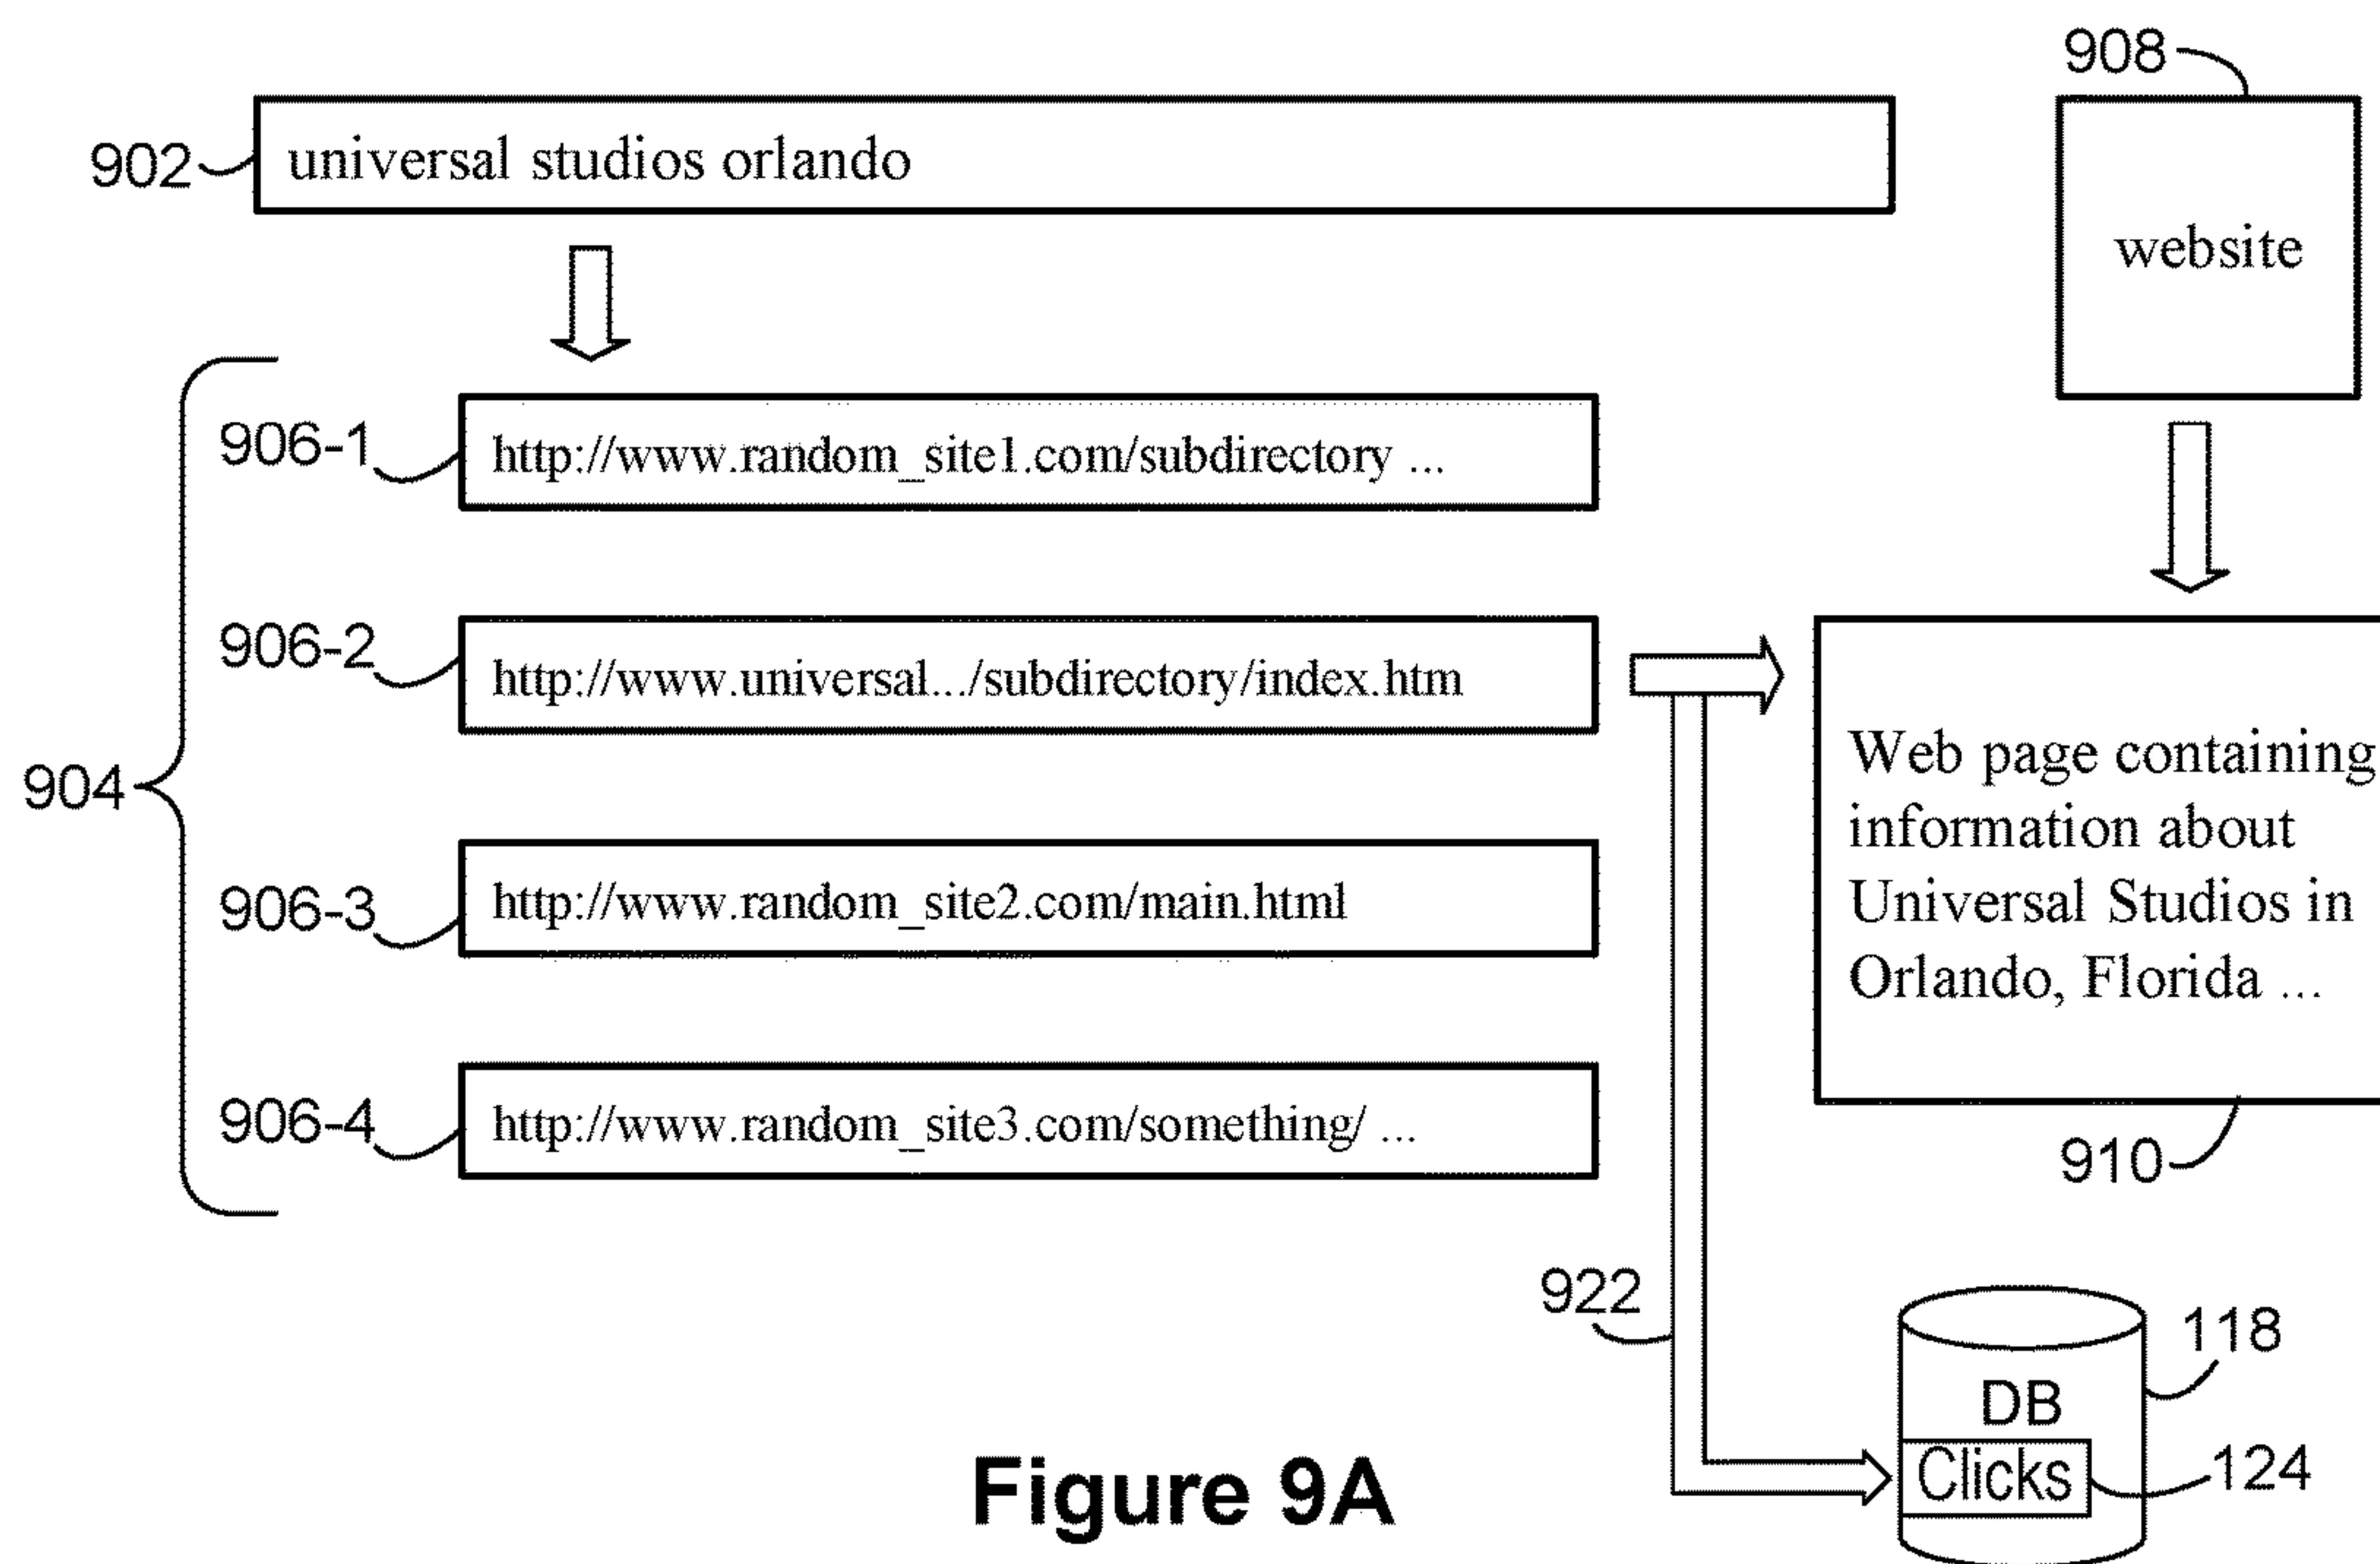 908
902
universal studios orlando
website
906-1
http://www.random_site1.com/subdirectory ...
906-2
http://www.universal.../subdirectory/index.htm
904
906-3
http://www.random_site2.com/main.html
906-4
http://www.random_site3.com/something/ ...
Web page containing
information about
Universal Studios in
Orlando, Florida ...
910
922
118
DB
Clicks
124
Figure 9A